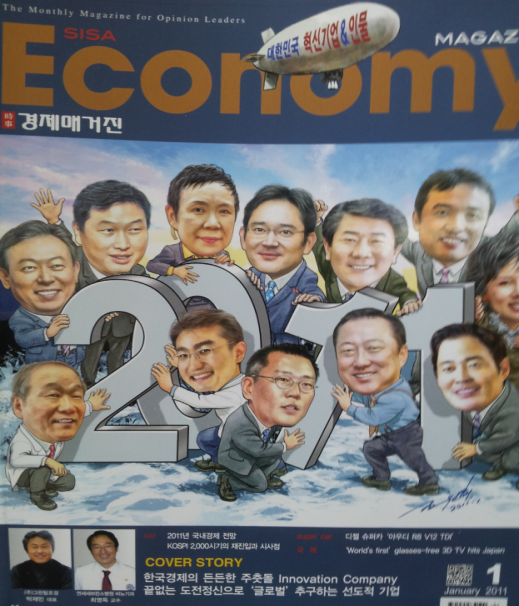 The Monthly Magazine for Opinion Leaders
SISA
Economy
MAGAZ
대한민국 혁신기업&인물
時事
경제매거진
2011
2011년 국내경제 전망
KOSPI 2,000시기의 재진입과 시사점
디젤 슈퍼카 '아우디 R8 V12 TDI'
'World's first' glasses-free 3D TV hits Japan
COVER STORY
한국경제의 든든한 주춧돌 Innovation Company
끝없는 도전정신으로 '글로벌' 추구하는 선도적 기업
대표
교수
1
January 2011